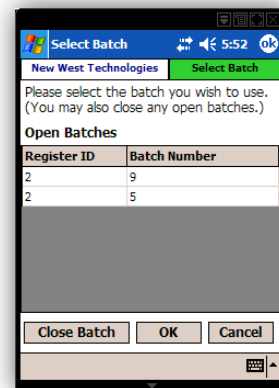 Select Batch
5:52
ok
New West Technologies
Select Batch
Please select the batch you wish to use.
(You may also close any open batches.)
Open Batches
Register ID Batch Number
2 9
2 5
Close Batch OK Cancel